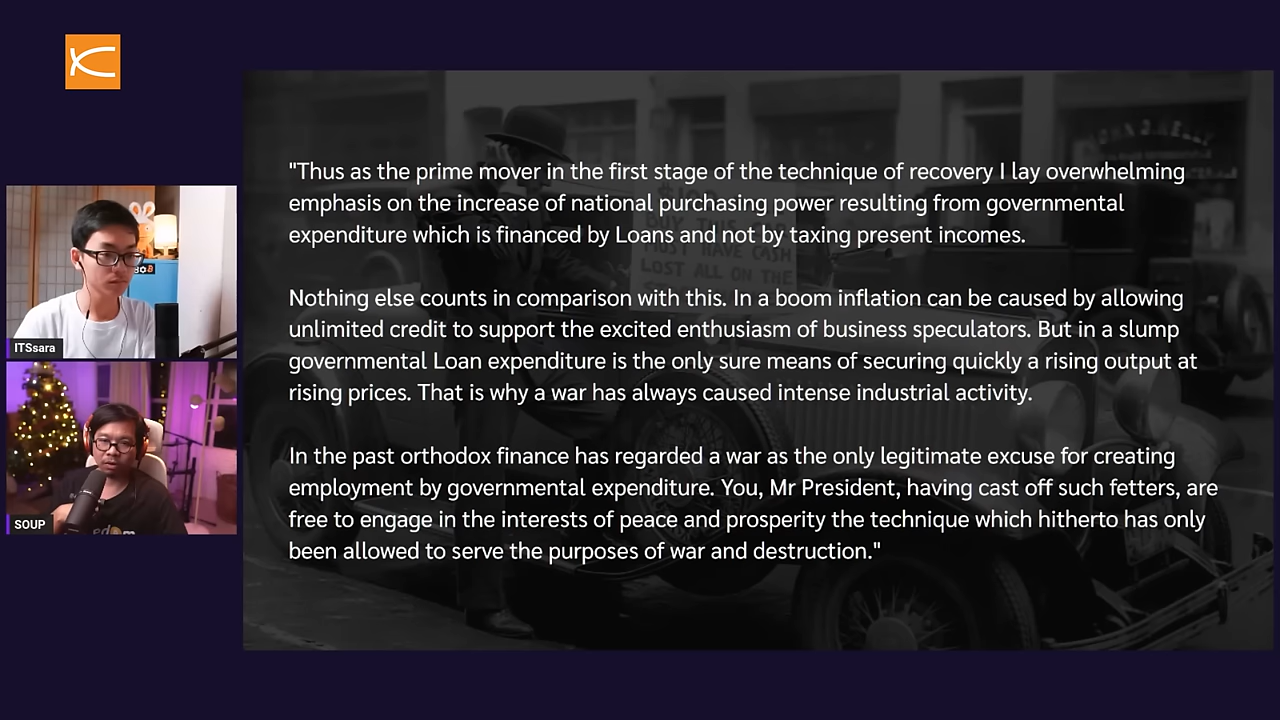 "Thus as the prime mover in the first stage of the technique of recovery I lay overwhelming
emphasis on the increase of national purchasing power resulting from governmental
expenditure which is financed by Loans and not by taxing present incomes.
Nothing else counts in comparison with this. In a boom inflation can be caused by allowing
unlimited credit to support the excited enthusiasm of business speculators. But in a slump
governmental Loan expenditure is the only sure means of securing quickly a rising output at
rising prices. That is why a war has always caused intense industrial activity.
In the past orthodox finance has regarded a war as the only legitimate excuse for creating
employment by governmental expenditure. You, Mr President, having cast off such fetters, are
free to engage in the interests of peace and prosperity the technique which hitherto has only
been allowed to serve the purposes of war and destruction."
ITSsara
SOUP
CASH
LOST ALL ON THE